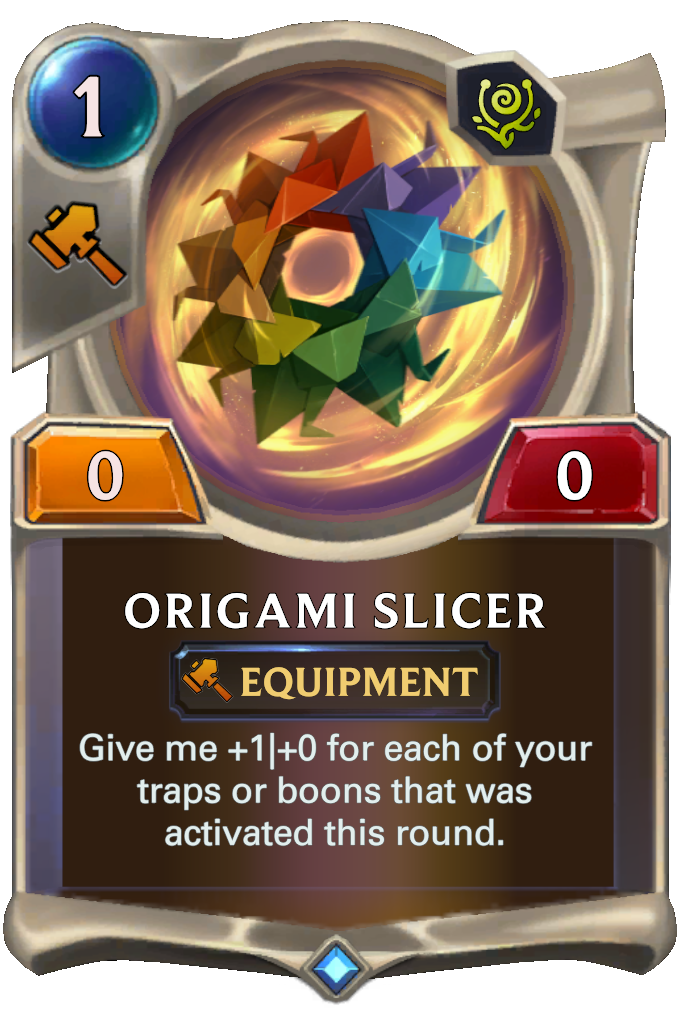 1
0
0
ORIGAMI SLICER
EQUIPMENT
Give me +1|+0 for each of your
traps or boons that was
activated this round.